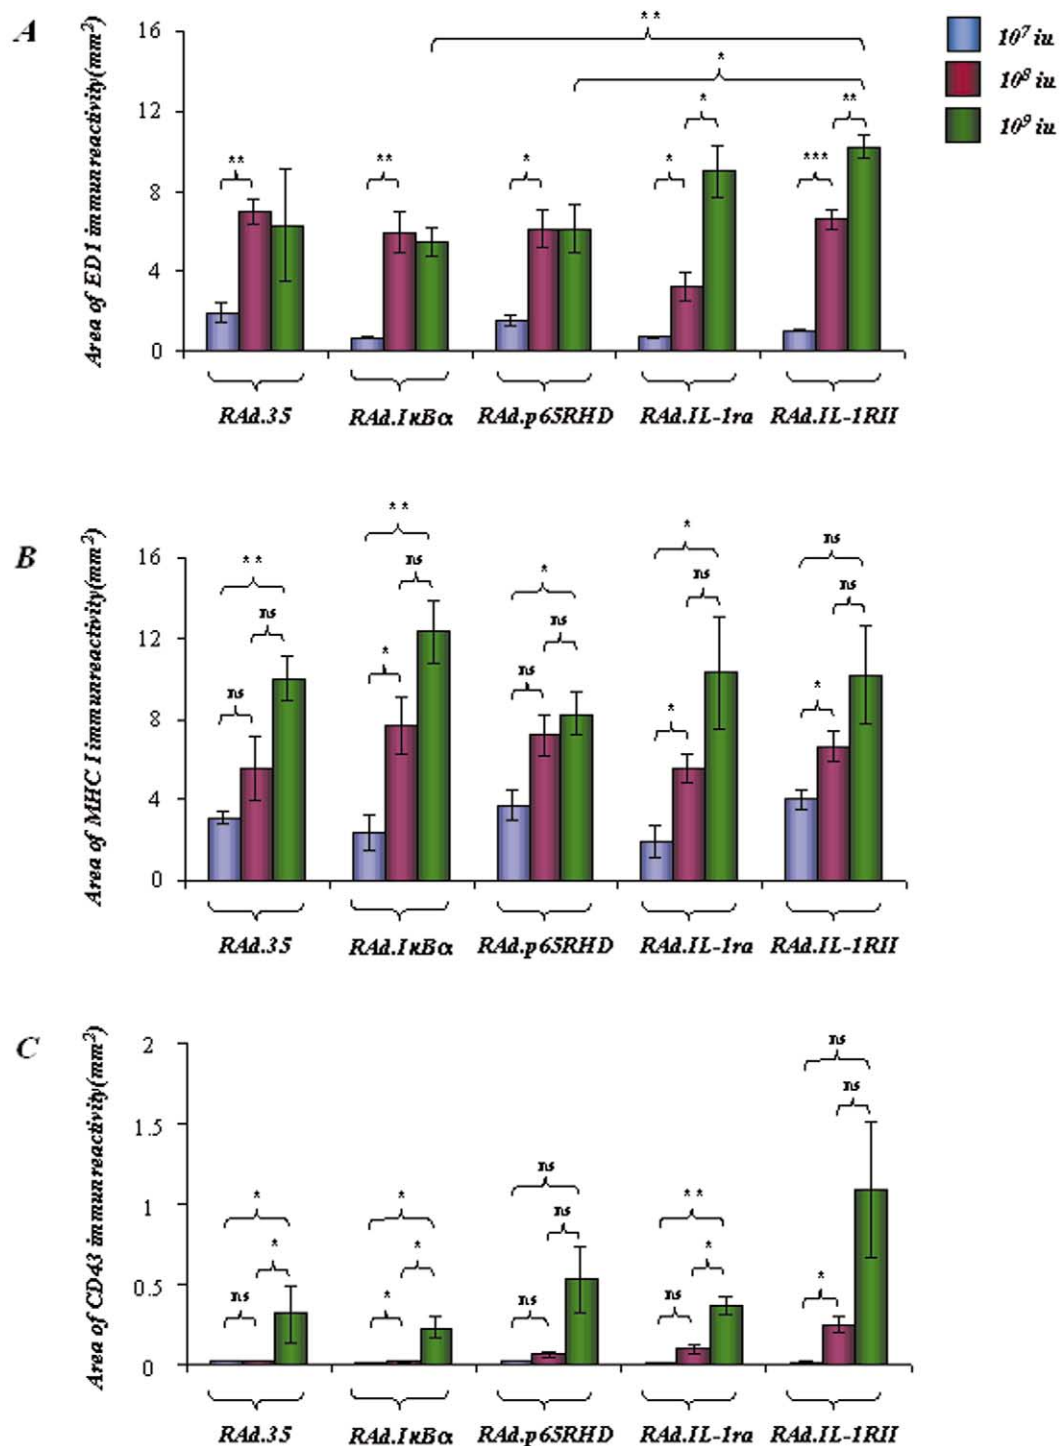 A
Area of ED1 immunreactivity(mm²)
16
12
8
4
0
10⁷ iu
10⁸ iu
10⁹ iu
**
*
**
**
*
*
*
***
**
RAd.35 RAd.IκBα RAd.p65RHD RAd.IL-1ra RAd.IL-1RII
B
Area of MHC I immunreactivity(mm²)
16
12
8
4
0
**
ns
ns
**
ns
*
*
ns
ns
*
ns
*
ns
ns
*
RAd.35 RAd.IκBα RAd.p65RHD RAd.IL-1ra RAd.IL-1RII
C
Area of CD43 immunreactivity(mm²)
2
1.5
1
0.5
0
*
*
ns
*
*
*
ns
ns
ns
**
*
ns
ns
ns
*
RAd.35 RAd.IκBα RAd.p65RHD RAd.IL-1ra RAd.IL-1RII